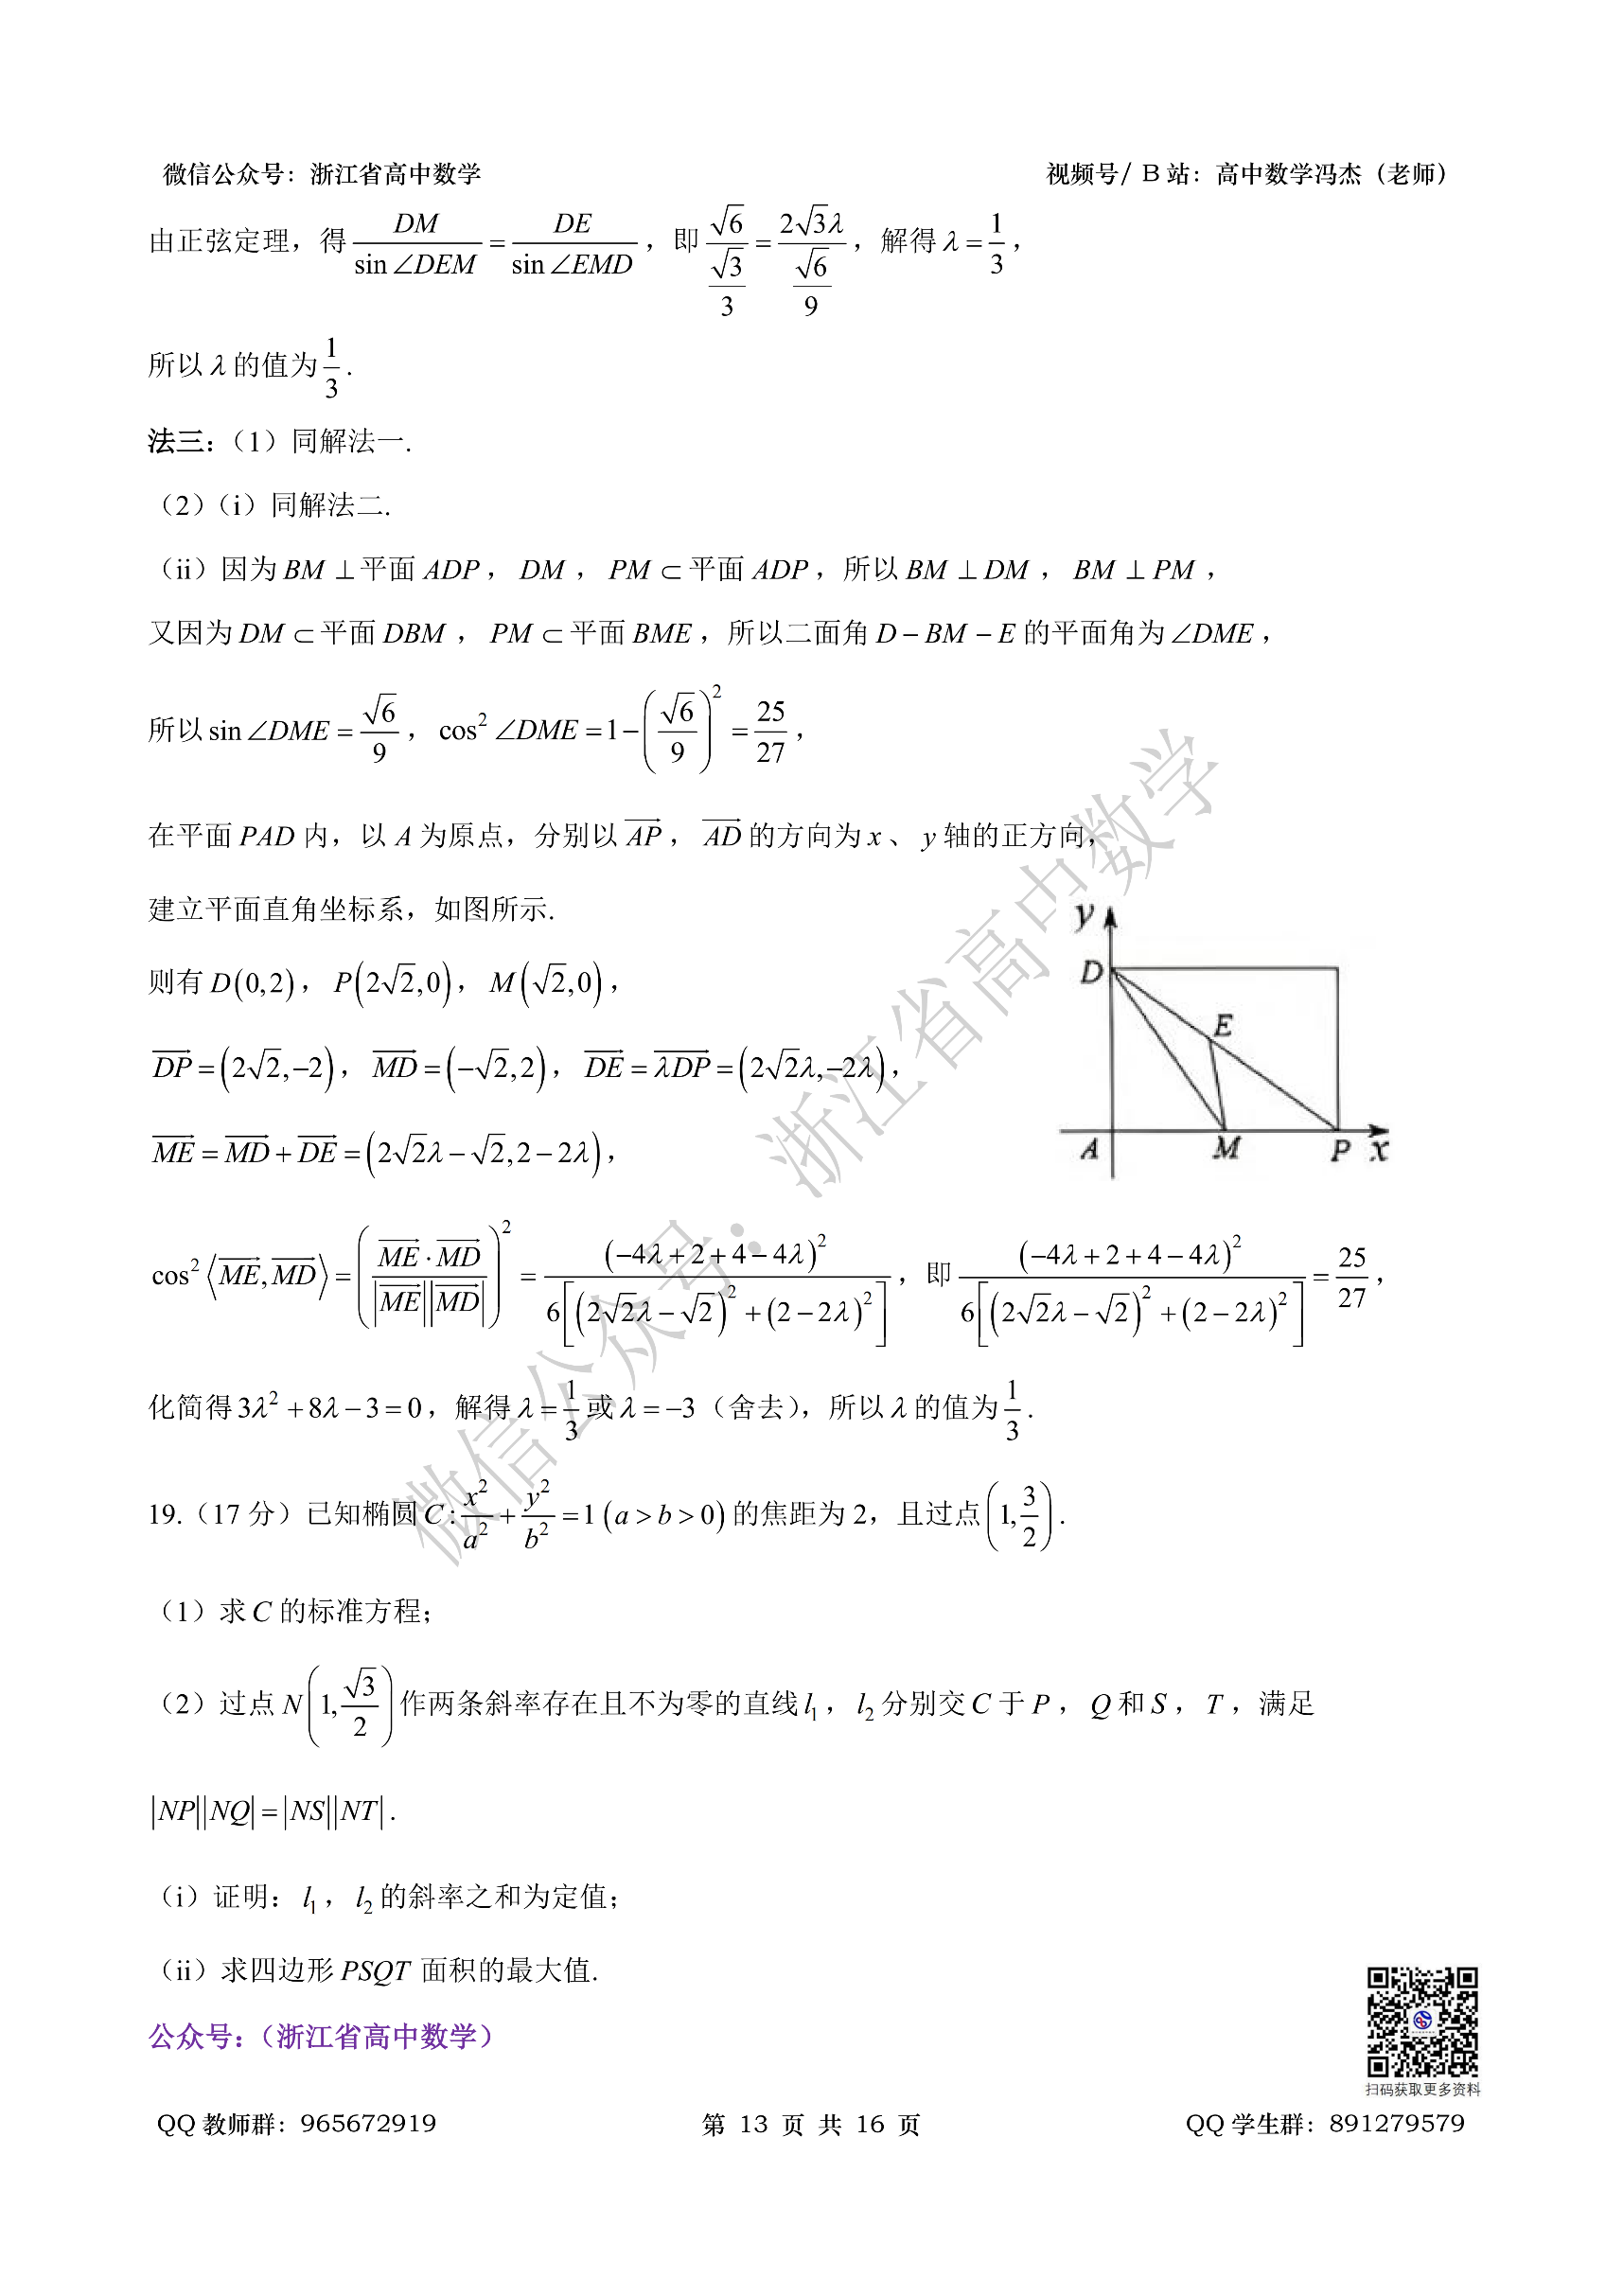 微信公众号：浙江省高中数学 视频号/ B 站：高中数学冯杰（老师）
由正弦定理，得 DM/sin∠DEM = DE/sin∠EMD，即 √6/(√3/3) = 2√3λ/(√6/9)，解得 λ = 1/3，
所以 λ 的值为 1/3.
法三：（1）同解法一.
（2）（i）同解法二.
（ii）因为 BM ⊥ 平面 ADP， DM ， PM ⊂ 平面 ADP，所以 BM ⊥ DM ， BM ⊥ PM ，
又因为 DM ⊂ 平面 DBM ， PM ⊂ 平面 BME ，所以二面角 D − BM − E 的平面角为 ∠DME ，
所以 sin∠DME = √6/9 ， cos²∠DME = 1 − (√6/9)² = 25/27 ，
在平面 PAD 内，以 A 为原点，分别以 AP→ ， AD→ 的方向为 x 、 y 轴的正方向，
建立平面直角坐标系，如图所示.
则有 D(0,2)， P(2√2,0)， M(√2,0)，
DP→ = (2√2,−2)， MD→ = (−√2,2)， DE→ = λDP→ = (2√2λ,−2λ)，
ME→ = MD→ + DE→ = (2√2λ − √2,2 − 2λ)，
y
D
E
A M P x
cos²⟨ME→,MD→⟩ = (ME→·MD→/(|ME→||MD→|))² = (−4λ + 2 + 4 − 4λ)²/(6[(2√2λ − √2)² + (2 − 2λ)²])，即 (−4λ + 2 + 4 − 4λ)²/(6[(2√2λ − √2)² + (2 − 2λ)²]) = 25/27 ，
化简得 3λ² + 8λ − 3 = 0，解得 λ = 1/3 或 λ = −3（舍去），所以 λ 的值为 1/3 .
19.（17 分）已知椭圆 C : x²/a² + y²/b² = 1 (a > b > 0) 的焦距为 2，且过点 (1, 3/2) .
（1）求 C 的标准方程；
（2）过点 N(1, √3/2) 作两条斜率存在且不为零的直线 l₁ ， l₂ 分别交 C 于 P ， Q 和 S ， T ，满足
|NP||NQ| = |NS||NT| .
（i）证明： l₁ ， l₂ 的斜率之和为定值；
（ii）求四边形 PSQT 面积的最大值.
公众号：（浙江省高中数学）
扫码获取更多资料
QQ 教师群：965672919 第 13 页 共 16 页 QQ 学生群：891279579
微信公众号：浙江省高中数学